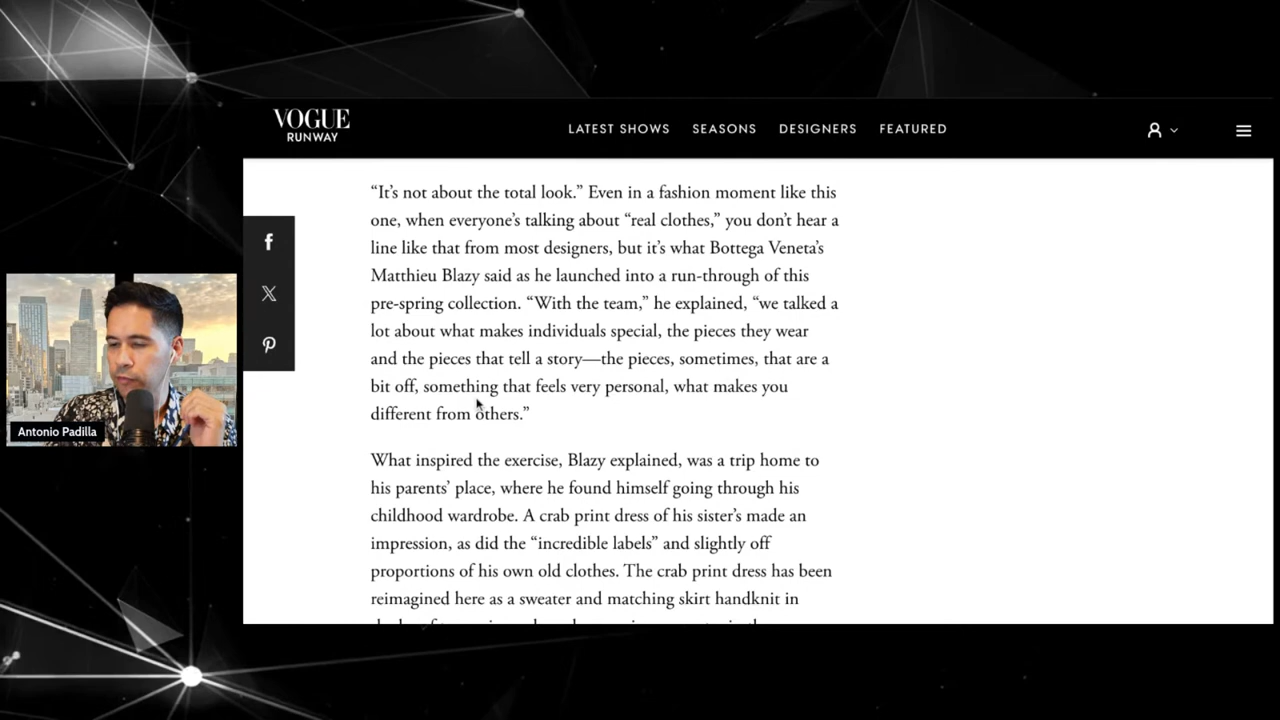 VOGUE
RUNWAY
LATEST SHOWS SEASONS DESIGNERS FEATURED
“It’s not about the total look.” Even in a fashion moment like this
one, when everyone’s talking about “real clothes,” you don’t hear a
line like that from most designers, but it’s what Bottega Veneta’s
Matthieu Blazy said as he launched into a run-through of this
pre-spring collection. “With the team,” he explained, “we talked a
lot about what makes individuals special, the pieces they wear
and the pieces that tell a story—the pieces, sometimes, that are a
bit off, something that feels very personal, what makes you
different from others.”
What inspired the exercise, Blazy explained, was a trip home to
his parents’ place, where he found himself going through his
childhood wardrobe. A crab print dress of his sister’s made an
impression, as did the “incredible labels” and slightly off
proportions of his own old clothes. The crab print dress has been
reimagined here as a sweater and matching skirt handknit in
Antonio Padilla